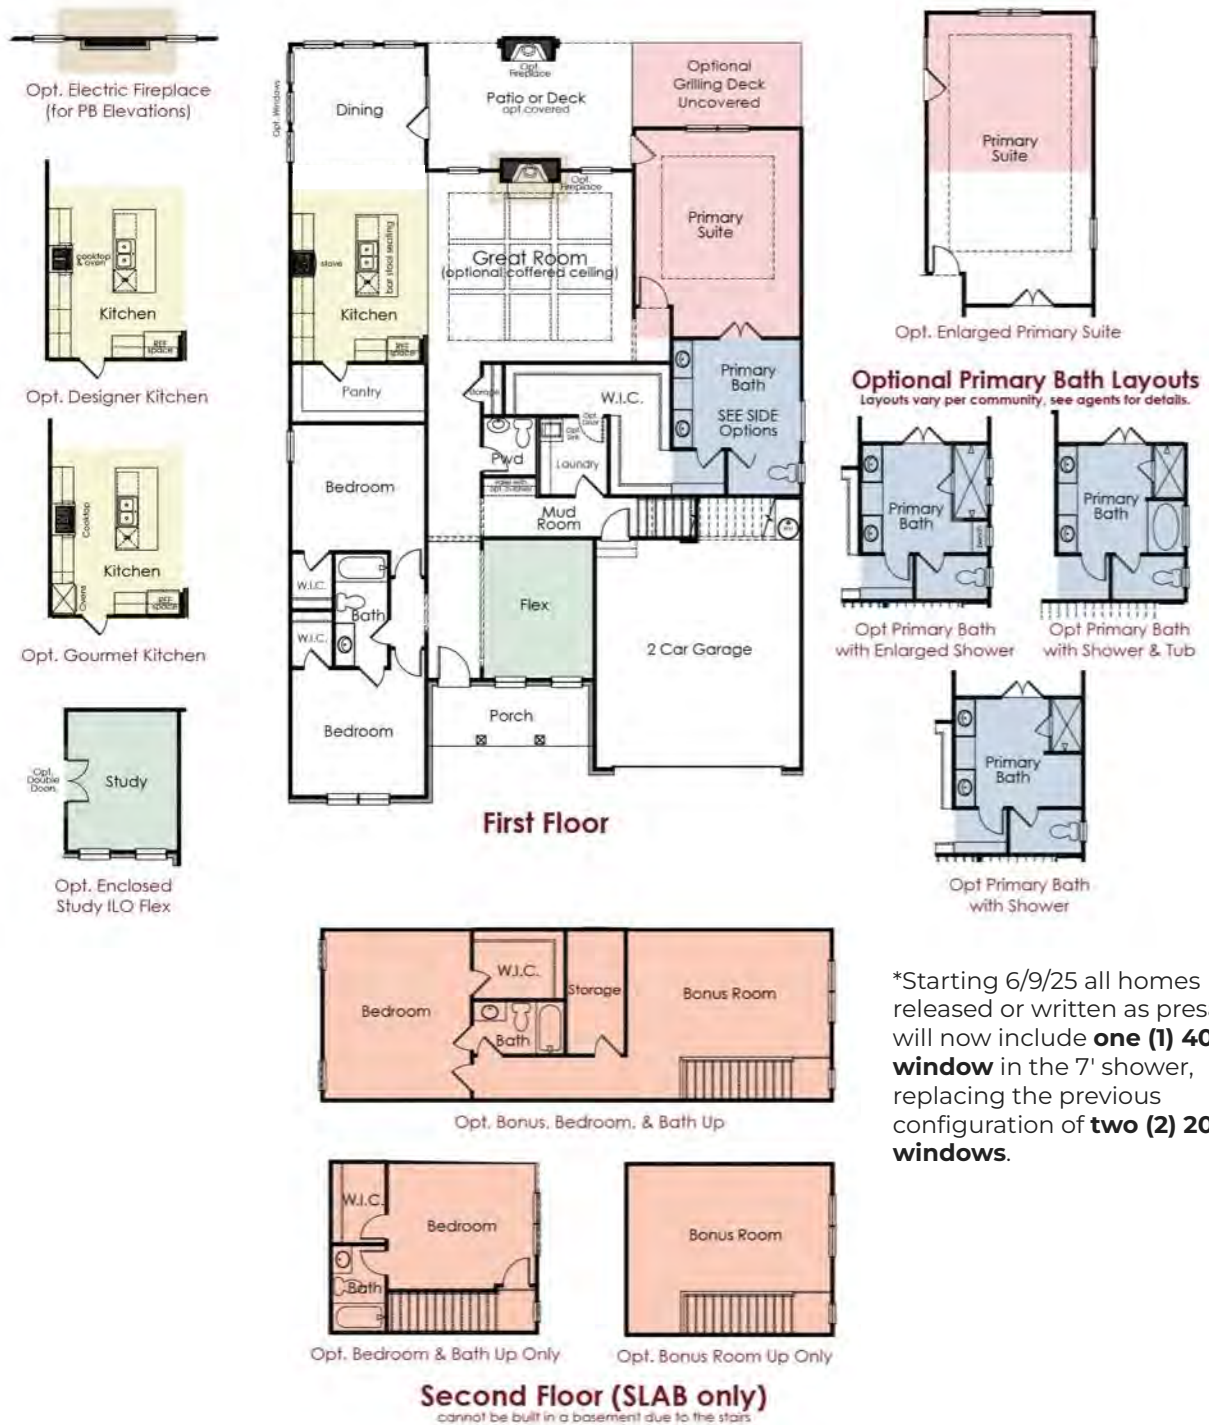 Opt. Electric Fireplace
(for PB Elevations)
cooktop
& oven
Kitchen
REF
space
Opt. Designer Kitchen
Cooktop
Ovens
Kitchen
REF
space
Opt. Gourmet Kitchen
Opt.
Double
Doors
Study
Opt. Enclosed
Study ILO Flex
Opt. Windows
Dining
Opt.
Fireplace
Patio or Deck
opt covered
Optional
Grilling Deck
Uncovered
Opt.
Fireplace
stove
bar stool seating
Kitchen
REF
space
Great Room
(optional coffered ceiling)
Primary
Suite
Pantry
Storage
W.I.C.
Primary
Bath
SEE SIDE
Options
Opt.
Sink
Opt.
Door
Pwd
Laundry
Bedroom
Mud
Room
W.I.C.
Bath
W.I.C.
Flex
2 Car Garage
Bedroom
Porch
First Floor
Primary
Suite
Opt. Enlarged Primary Suite
Optional Primary Bath Layouts
Layouts vary per community, see agents for details.
Primary
Bath
bench
Opt Primary Bath
with Enlarged Shower
Primary
Bath
Opt Primary Bath
with Shower & Tub
Primary
Bath
Opt Primary Bath
with Shower
Bedroom
W.I.C.
Bath
Storage
Bonus Room
Opt. Bonus, Bedroom, & Bath Up
W.I.C.
Bedroom
Bath
Opt. Bedroom & Bath Up Only
Bonus Room
Opt. Bonus Room Up Only
Second Floor (SLAB only)
cannot be built in a basement due to the stairs
*Starting 6/9/25 all homes
released or written as presa
will now include one (1) 40
window in the 7' shower,
replacing the previous
configuration of two (2) 20
windows.